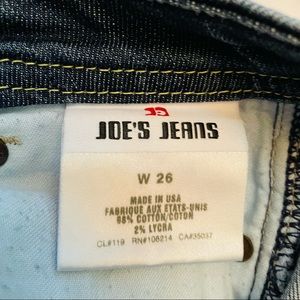 JOE'S JEANS
W 26
MADE IN USA
FABRIQUE AUX ETATS-UNIS
98% COTTON/COTON
2% LYCRA
CL#119 RN#106214 CA#35037